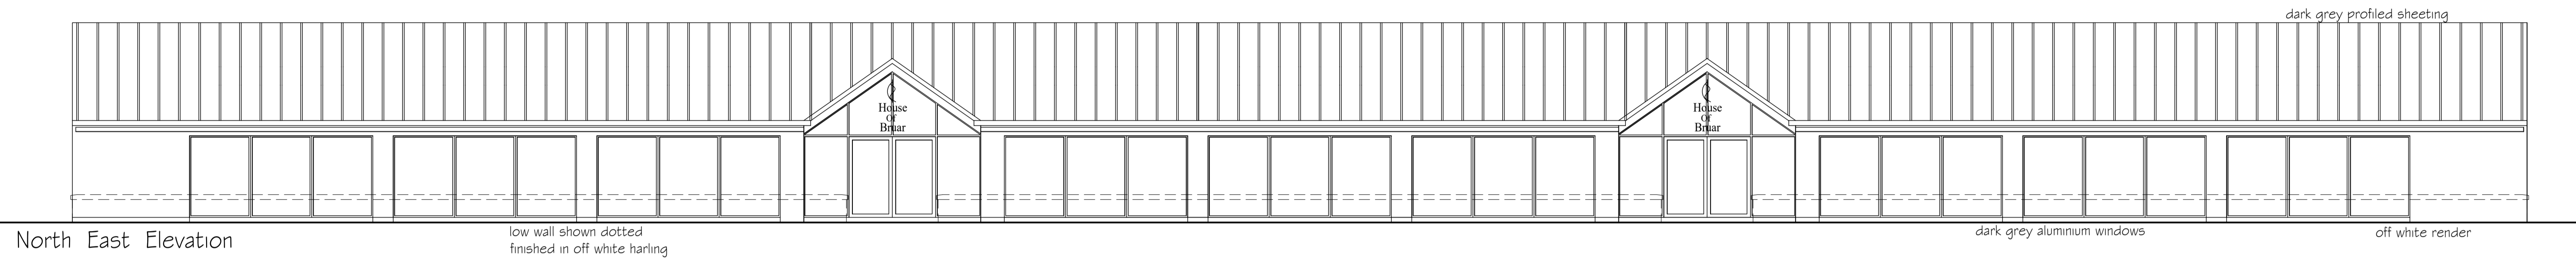 dark grey profiled sheeting
House
Of
Bruar
House
Of
Bruar
North East Elevation
low wall shown dotted
finished in off white harling
dark grey aluminium windows
off white render